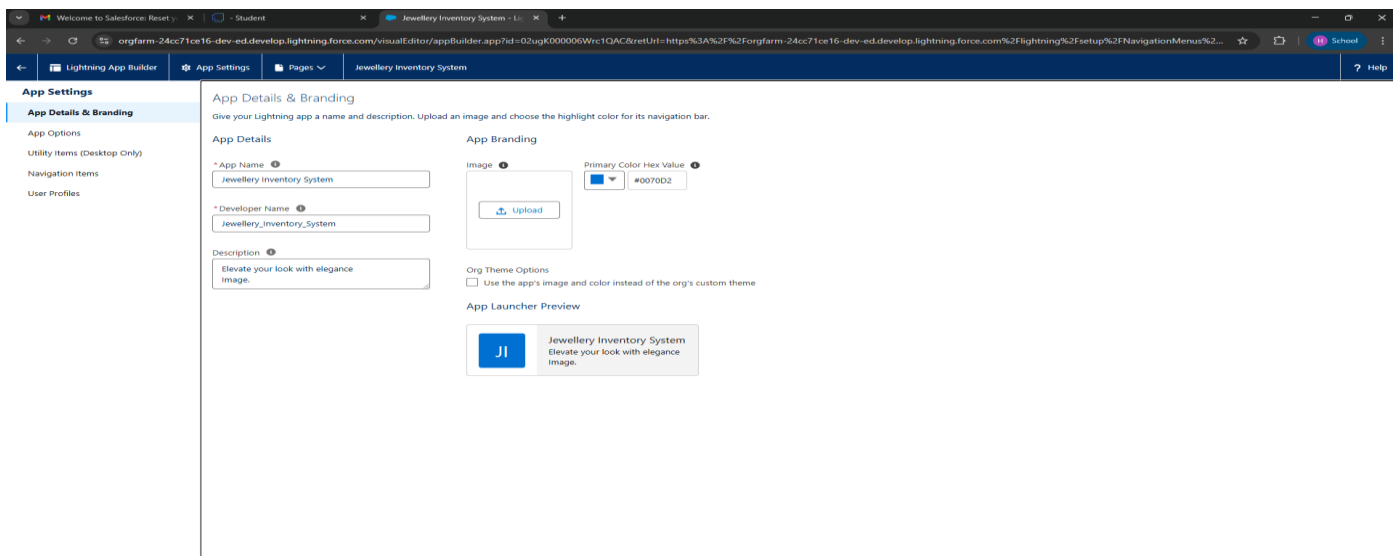 Welcome to Salesforce: Reset y
- Student
Jewellery Inventory System - Lig
orgfarm-24cc71ce16-dev-ed.develop.lightning.force.com/visualEditor/appBuilder.app?id=02ugK000006Wrc1QAC&retUrl=https%3A%2F%2Forgfarm-24cc71ce16-dev-ed.develop.lightning.force.com%2Flightning%2Fsetup%2FNavigationMenus%2...
H School
Lightning App Builder
App Settings
Pages
Jewellery Inventory System
? Help
App Settings
App Details & Branding
App Options
Utility Items (Desktop Only)
Navigation Items
User Profiles
App Details & Branding
Give your Lightning app a name and description. Upload an image and choose the highlight color for its navigation bar.
App Details
* App Name
Jewellery Inventory System
* Developer Name
Jewellery_Inventory_System
Description
Elevate your look with elegance
Image.
App Branding
Image
Upload
Primary Color Hex Value
#0070D2
Org Theme Options
Use the app's image and color instead of the org's custom theme
App Launcher Preview
JI
Jewellery Inventory System
Elevate your look with elegance
Image.